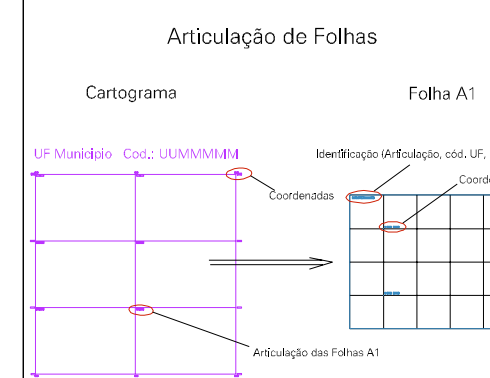 Articulação de Folhas
Cartograma
Folha A1
UF Municipio Cod.: UUMMMMM
Identificação (Articulação, cód. UF,
Coord
Coordenadas
Articulação das Folhas A1